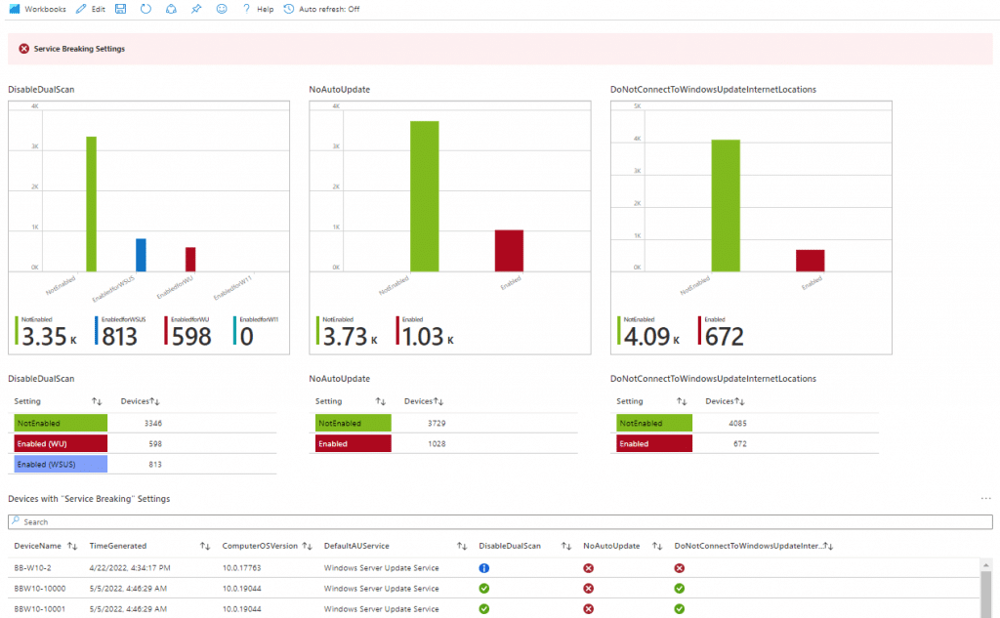 Workbooks Edit ? Help Auto refresh: Off
Service Breaking Settings
DisableDualScan
4K
3K
2K
1K
0K
NotEnabled
EnabledforWSUS
EnabledforWU
EnabledforW11
NotEnabled 3.35 K
EnabledforWSUS 813
EnabledforWU 598
EnabledforW11 0
NoAutoUpdate
4K
3K
2K
1K
0K
NotEnabled
Enabled
NotEnabled 3.73 K
Enabled 1.03 K
DoNotConnectToWindowsUpdateInternetLocations
5K
4K
3K
2K
1K
0K
NotEnabled
Enabled
NotEnabled 4.09 K
Enabled 672
DisableDualScan
Setting Devices
NotEnabled 3346
Enabled (WU) 598
Enabled (WSUS) 813
NoAutoUpdate
Setting Devices
NotEnabled 3729
Enabled 1028
DoNotConnectToWindowsUpdateInternetLocations
Setting Devices
NotEnabled 4085
Enabled 672
Devices with "Service Breaking" Settings
Search
DeviceName TimeGenerated ComputerOSVersion DefaultAUService DisableDualScan NoAutoUpdate DoNotConnectToWindowsUpdateInter...
BB-W10-2 4/22/2022, 4:34:17 PM 10.0.17763 Windows Server Update Service
BBW10-10000 5/5/2022, 4:46:29 AM 10.0.19044 Windows Server Update Service
BBW10-10001 5/5/2022, 4:46:29 AM 10.0.19044 Windows Server Update Service